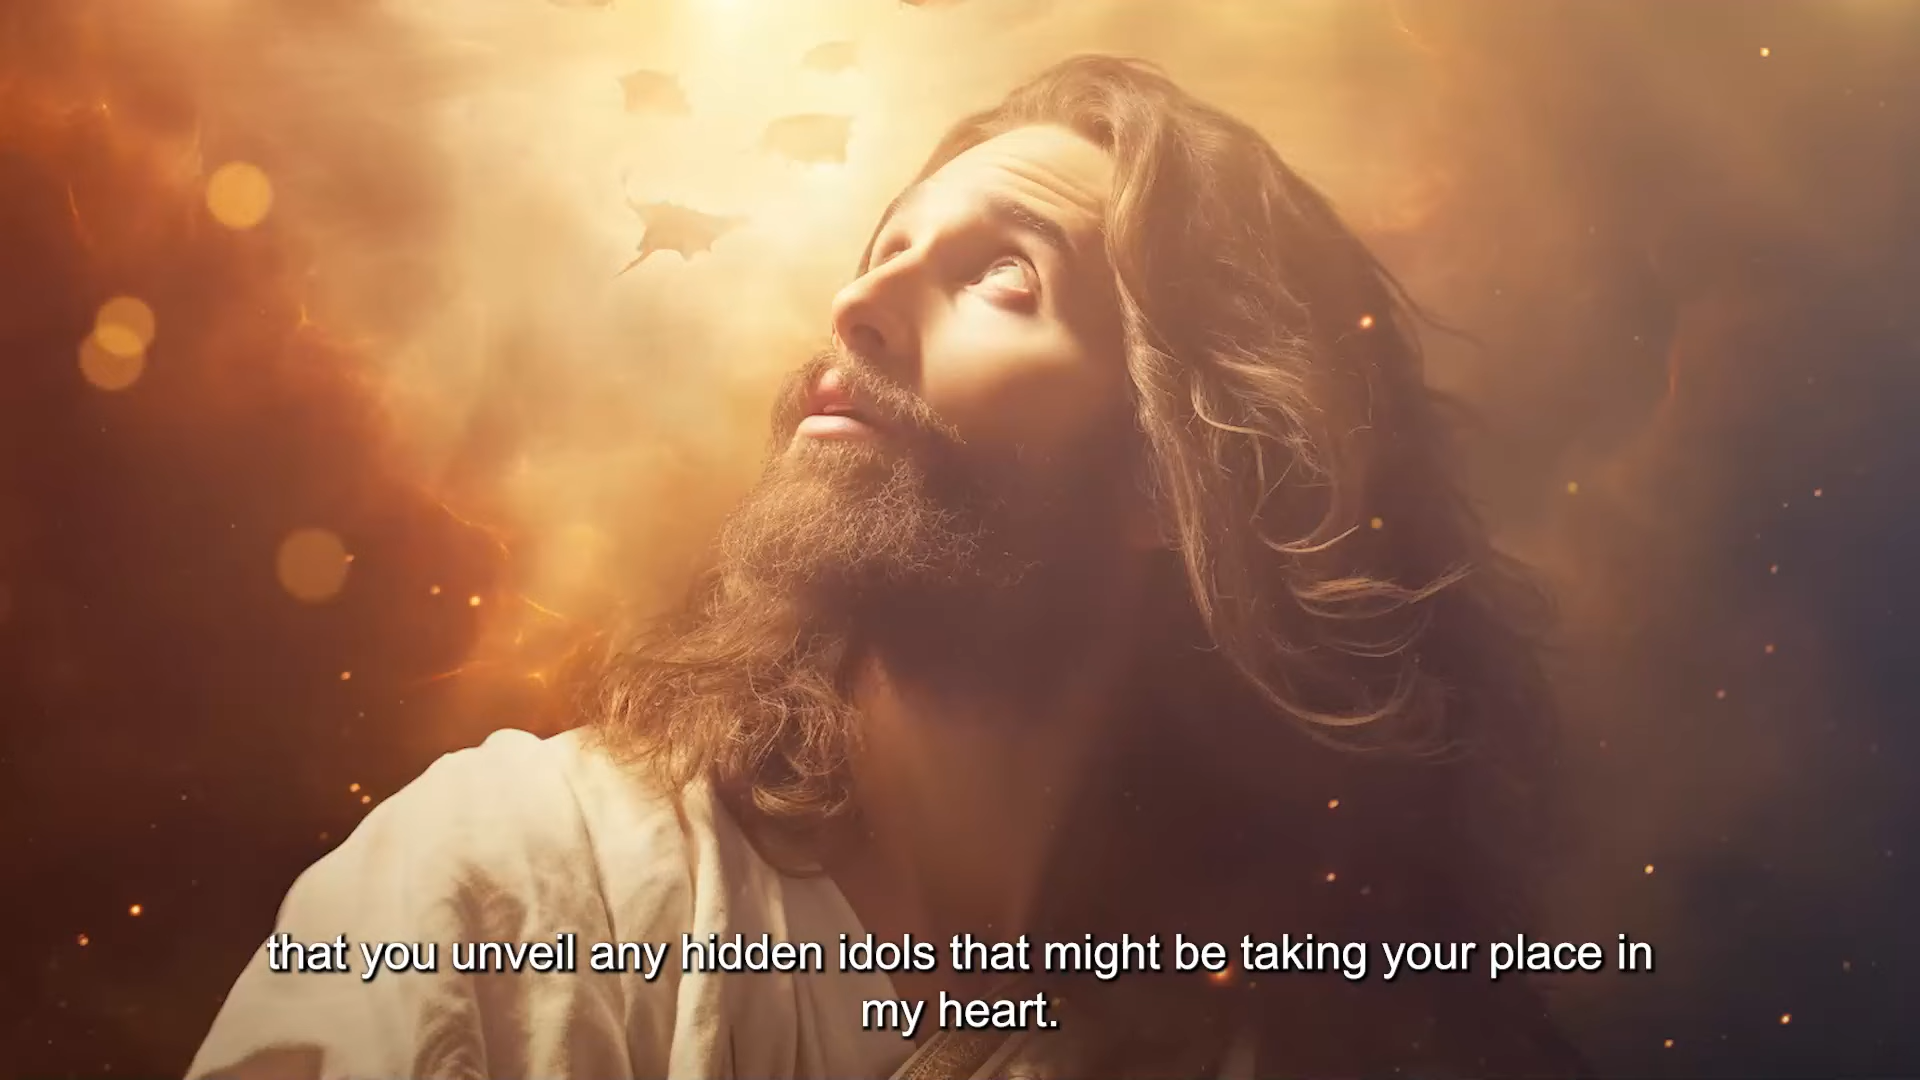 that you unveil any hidden idols that might be taking your place in
my heart.